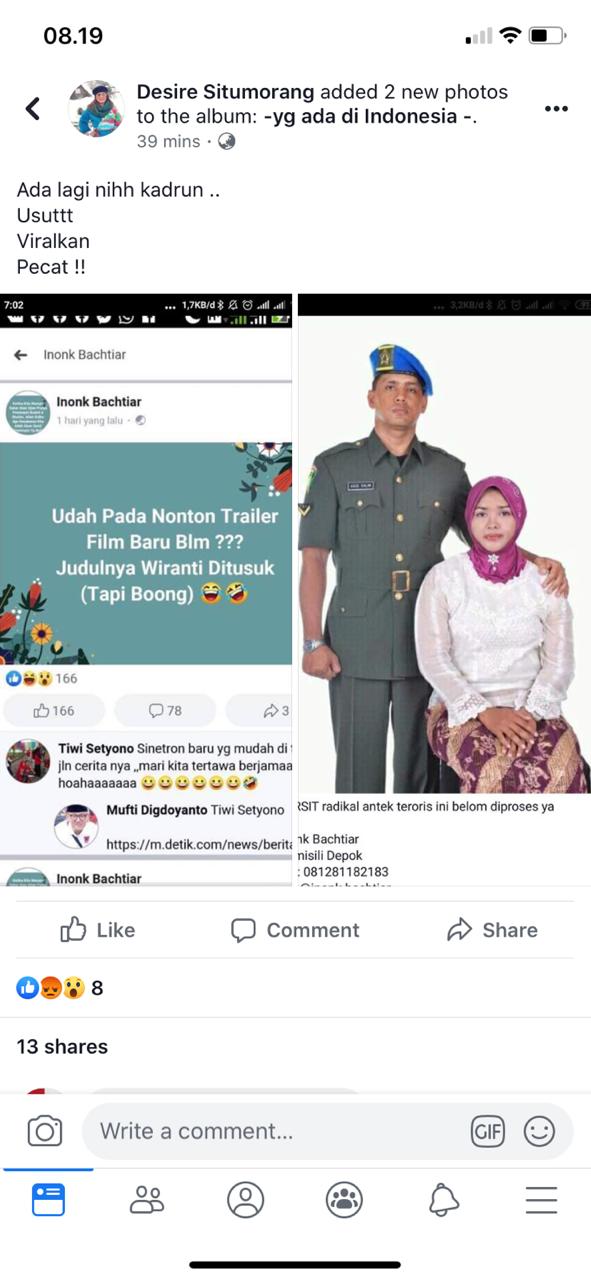 08.19
Desire Situmorang added 2 new photos
to the album: -yg ada di Indonesia -.
39 mins ·
Ada lagi nihh kadrun ..
Usuttt
Viralkan
Pecat !!
7:02
... 1,7KB/d
Inonk Bachtiar
Inonk Bachtiar
1 hari yang lalu ·
Udah Pada Nonton Trailer
Film Baru Blm ???
Judulnya Wiranti Ditusuk
(Tapi Boong) 😅🤣
166
166
78
3
Tiwi Setyono Sinetron baru yg mudah di
jln cerita nya ,,mari kita tertawa berjamaa
hoahaaaaaaa 😀😀😀😀😀😀🤣
Mufti Digdoyanto Tiwi Setyono
https://m.detik.com/news/berita
Inonk Bachtiar
... 3,2KB/d
RSIT radikal antek teroris ini belom diproses ya
nk Bachtiar
misili Depok
: 081281182183
Like
Comment
Share
8
13 shares
Write a comment...
GIF